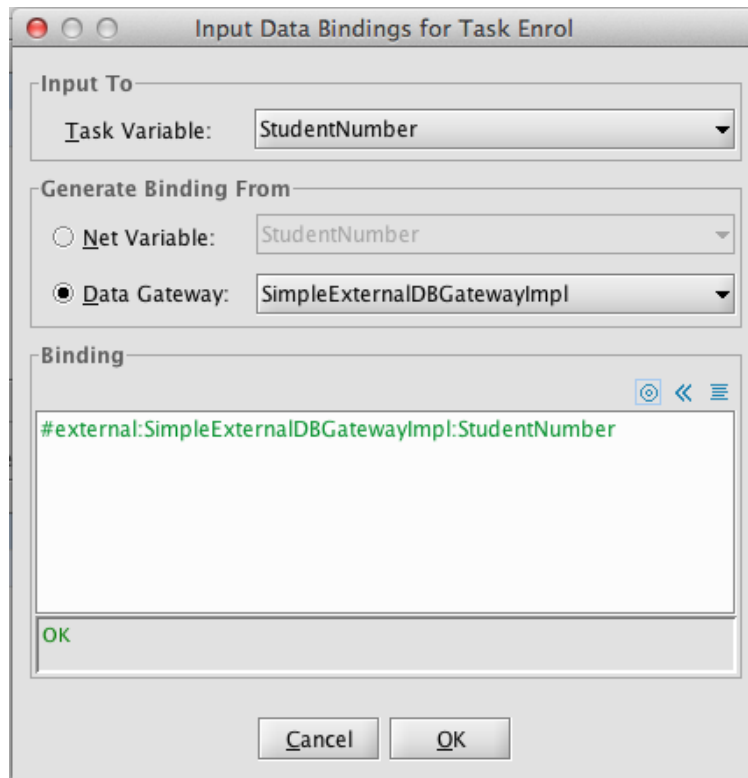 Input Data Bindings for Task Enrol
Input To
Task Variable: StudentNumber
Generate Binding From
Net Variable: StudentNumber
Data Gateway: SimpleExternalDBGatewayImpl
Binding
#external:SimpleExternalDBGatewayImpl:StudentNumber
OK
Cancel OK